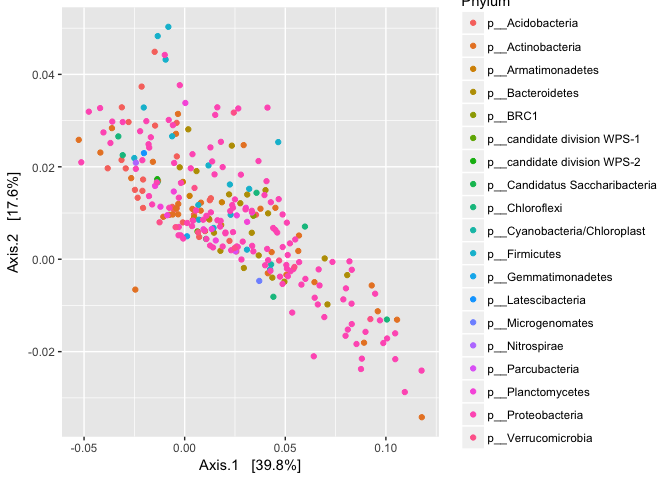 Phylum
p__Acidobacteria
p__Actinobacteria
p__Armatimonadetes
p__Bacteroidetes
p__BRC1
p__candidate division WPS-1
p__candidate division WPS-2
p__Candidatus Saccharibacteria
p__Chloroflexi
p__Cyanobacteria/Chloroplast
p__Firmicutes
p__Gemmatimonadetes
p__Latescibacteria
p__Microgenomates
p__Nitrospirae
p__Parcubacteria
p__Planctomycetes
p__Proteobacteria
p__Verrucomicrobia
Axis.2 [17.6%]
0.04
0.02
0.00
-0.02
-0.05
0.00
0.05
0.10
Axis.1 [39.8%]